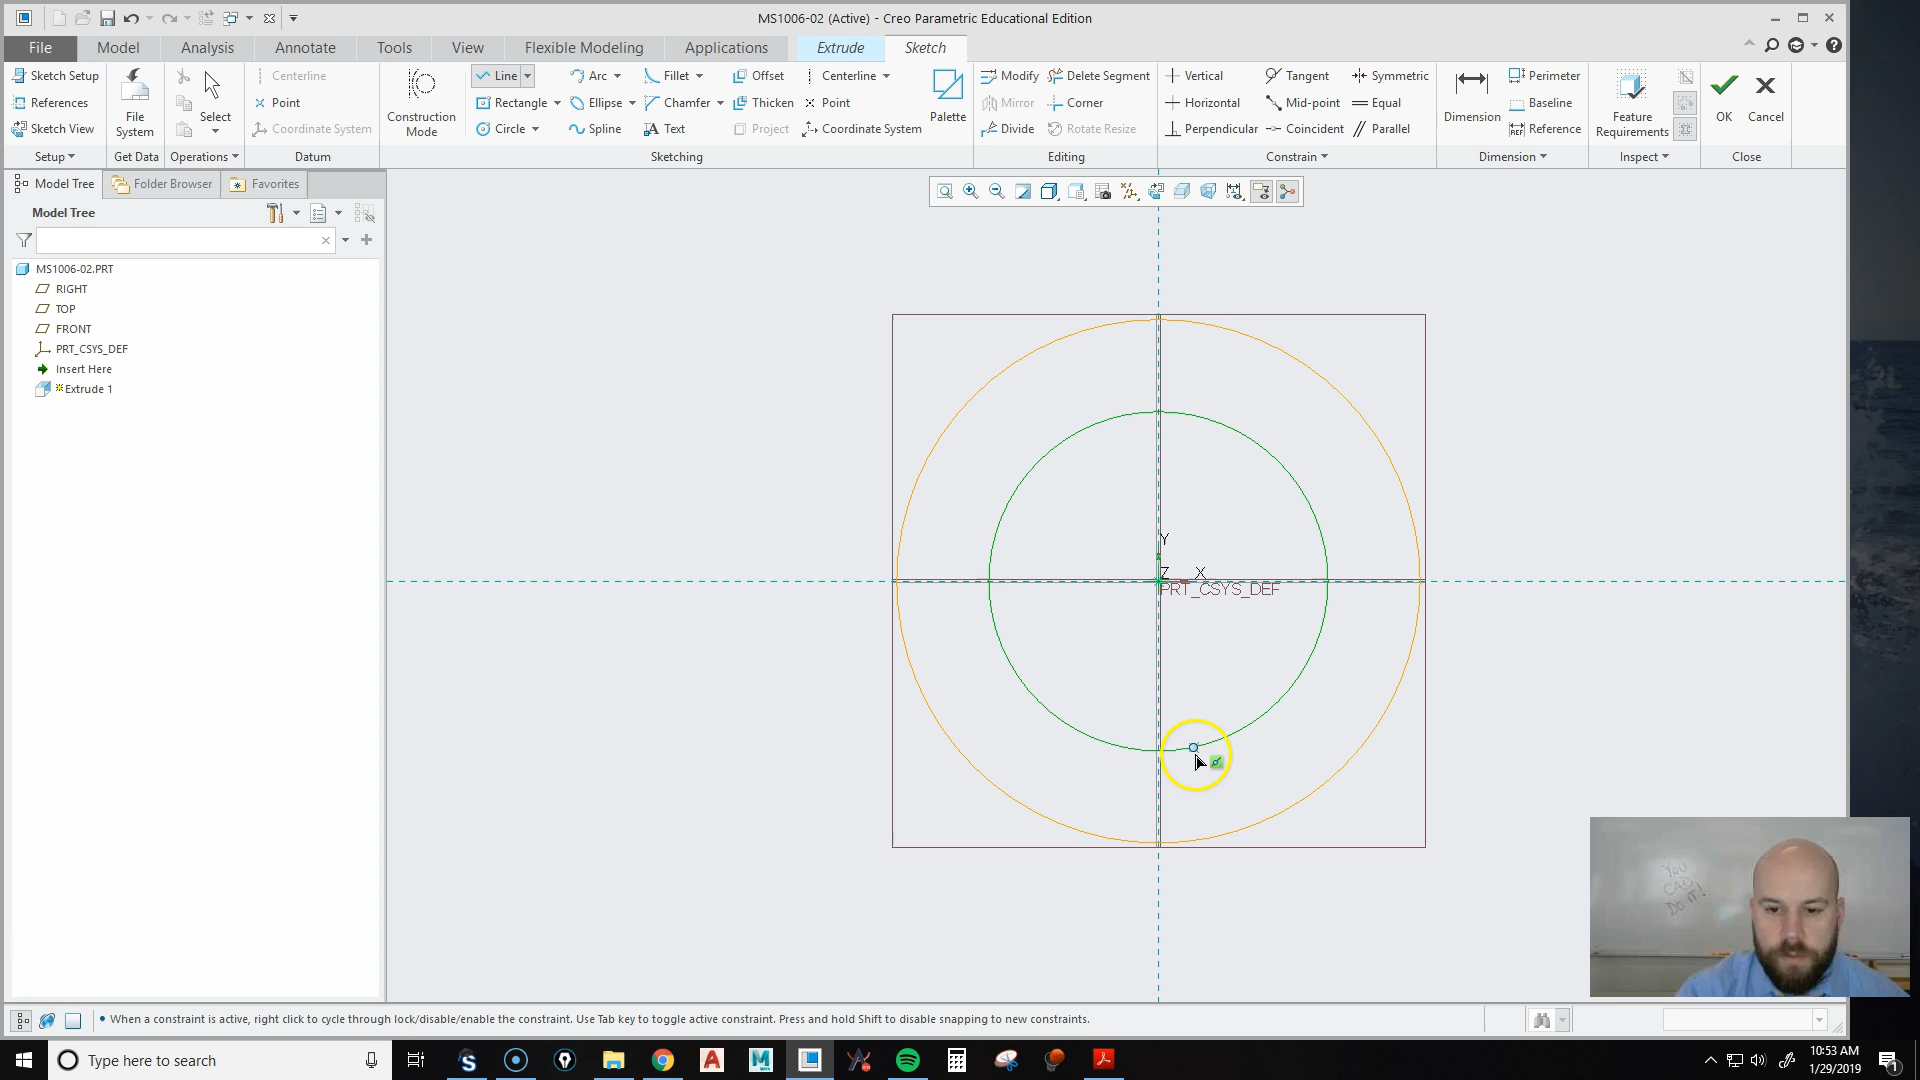 MS1006-02 (Active) - Creo Parametric Educational Edition
File Model Analysis Annotate Tools View Flexible Modeling Applications Extrude Sketch
Sketch Setup
References
Sketch View
Setup
File System
Get Data
Select
Operations
Centerline
Point
Coordinate System
Datum
Construction Mode
Line Arc Fillet Offset Centerline
Rectangle Ellipse Chamfer Thicken Point
Circle Spline Text Project Coordinate System
Palette
Sketching
Modify Delete Segment
Mirror Corner
Divide Rotate Resize
Editing
Vertical Tangent Symmetric
Horizontal Mid-point Equal
Perpendicular Coincident Parallel
Constrain
Dimension
Perimeter
Baseline
Reference
Dimension
Feature Requirements
Inspect
OK
Cancel
Close
Model Tree Folder Browser Favorites
Model Tree
MS1006-02.PRT
RIGHT
TOP
FRONT
PRT_CSYS_DEF
Insert Here
Extrude 1
Y
Z X
PRT_CSYS_DEF
YOU
CAD
DO IT!
When a constraint is active, right click to cycle through lock/disable/enable the constraint. Use Tab key to toggle active constraint. Press and hold Shift to disable snapping to new constraints.
Type here to search
10:53 AM
1/29/2019
1